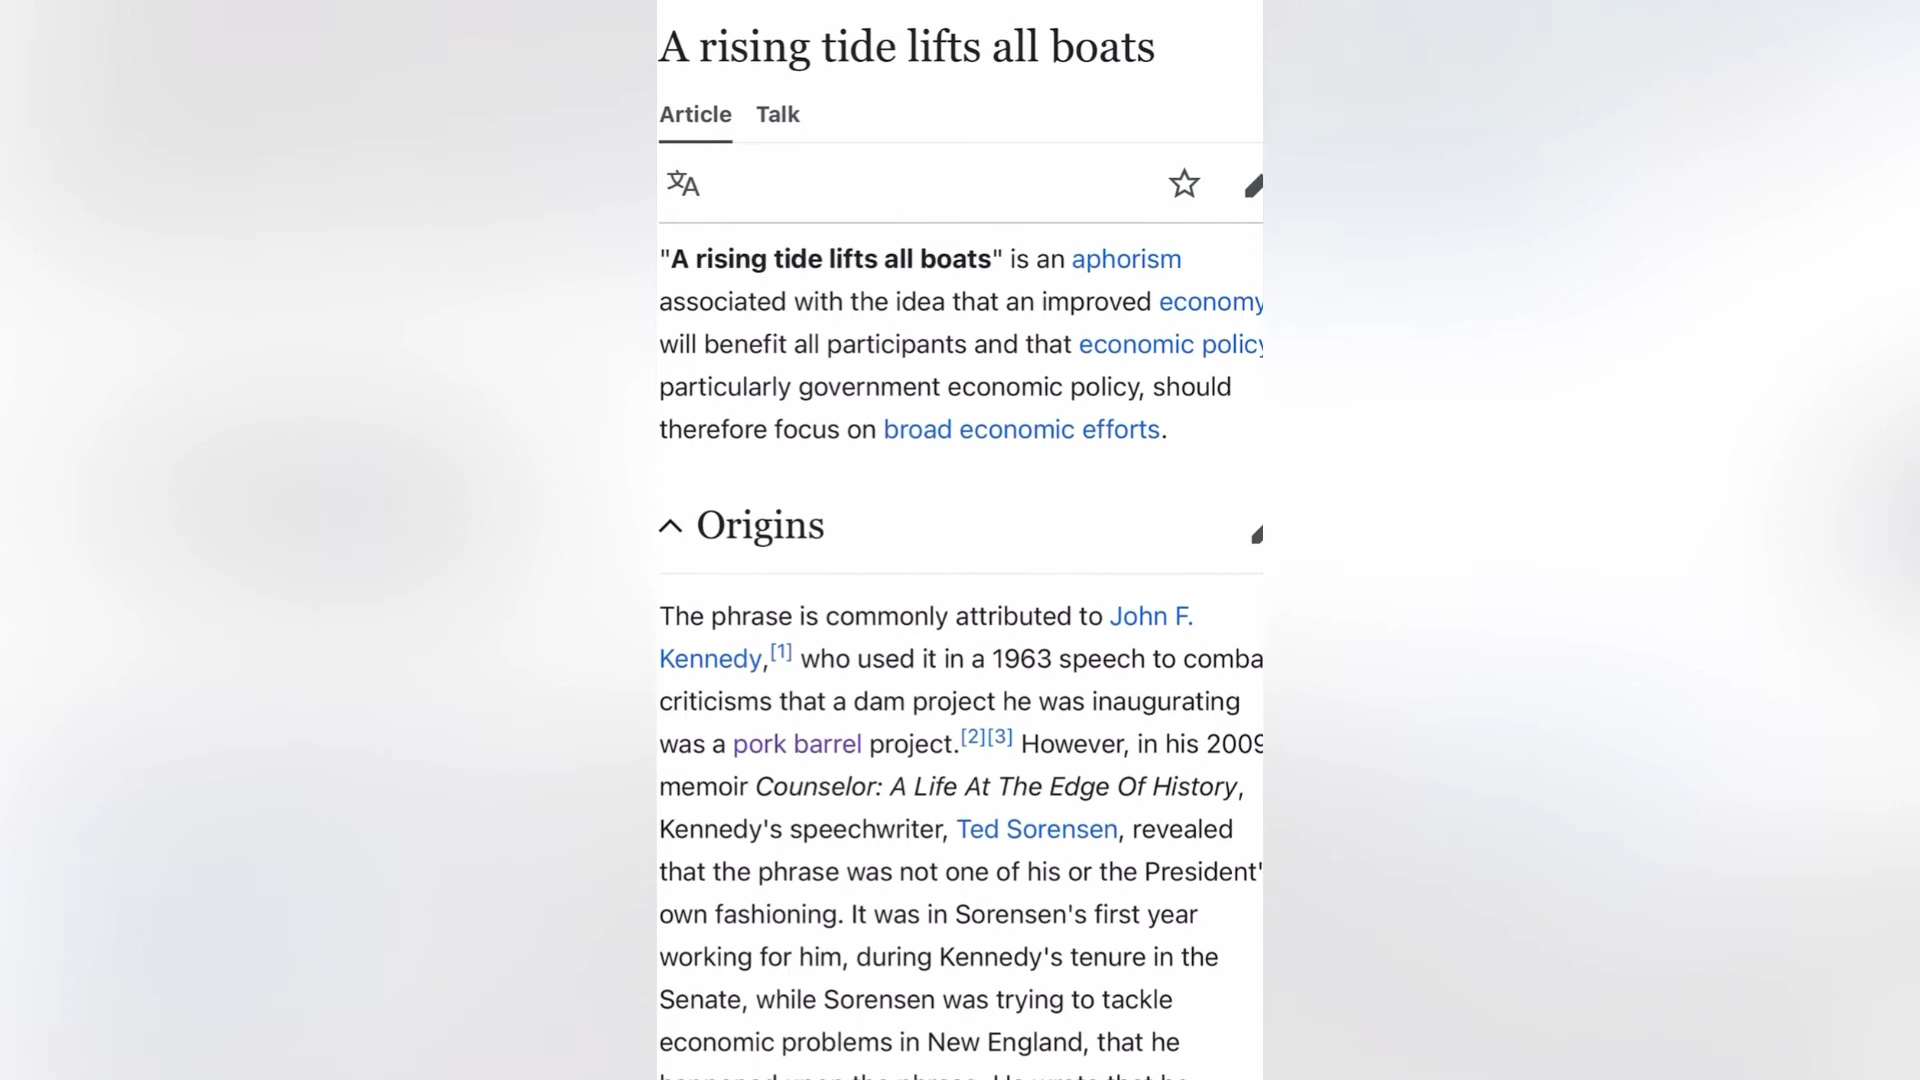 A rising tide lifts all boats
Article Talk
"A rising tide lifts all boats" is an aphorism
associated with the idea that an improved economy
will benefit all participants and that economic policy
particularly government economic policy, should
therefore focus on broad economic efforts.
Origins
The phrase is commonly attributed to John F.
Kennedy,[1] who used it in a 1963 speech to comba
criticisms that a dam project he was inaugurating
was a pork barrel project.[2][3] However, in his 2009
memoir Counselor: A Life At The Edge Of History,
Kennedy's speechwriter, Ted Sorensen, revealed
that the phrase was not one of his or the President'
own fashioning. It was in Sorensen's first year
working for him, during Kennedy's tenure in the
Senate, while Sorensen was trying to tackle
economic problems in New England, that he